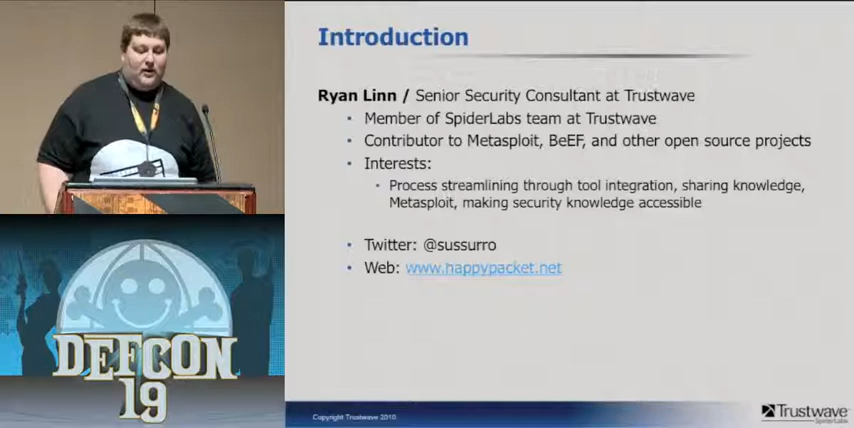 Introduction
Ryan Linn / Senior Security Consultant at Trustwave
• Member of SpiderLabs team at Trustwave
• Contributor to Metasploit, BeEF, and other open source projects
• Interests:
• Process streamlining through tool integration, sharing knowledge,
Metasploit, making security knowledge accessible
• Twitter: @sussurro
• Web: www.happypacket.net
DEFCON
19
Copyright Trustwave 2010
Trustwave
SpiderLabs